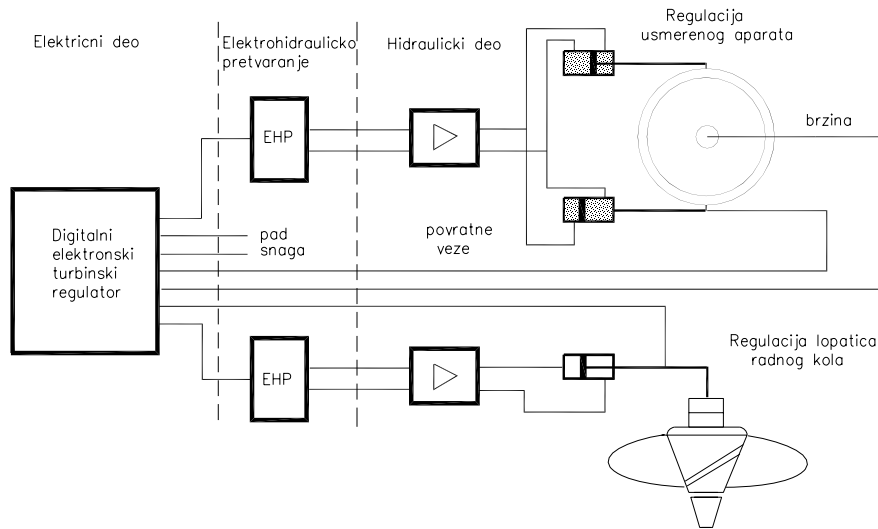 Elektricni deo
Elektrohidraulicko
pretvaranje
Hidraulicki deo
Regulacija
usmerenog aparata
EHP
brzina
Digitalni
elektronski
turbinski
regulator
pad
snaga
povratne
veze
Regulacija lopatica
radnog kola
EHP